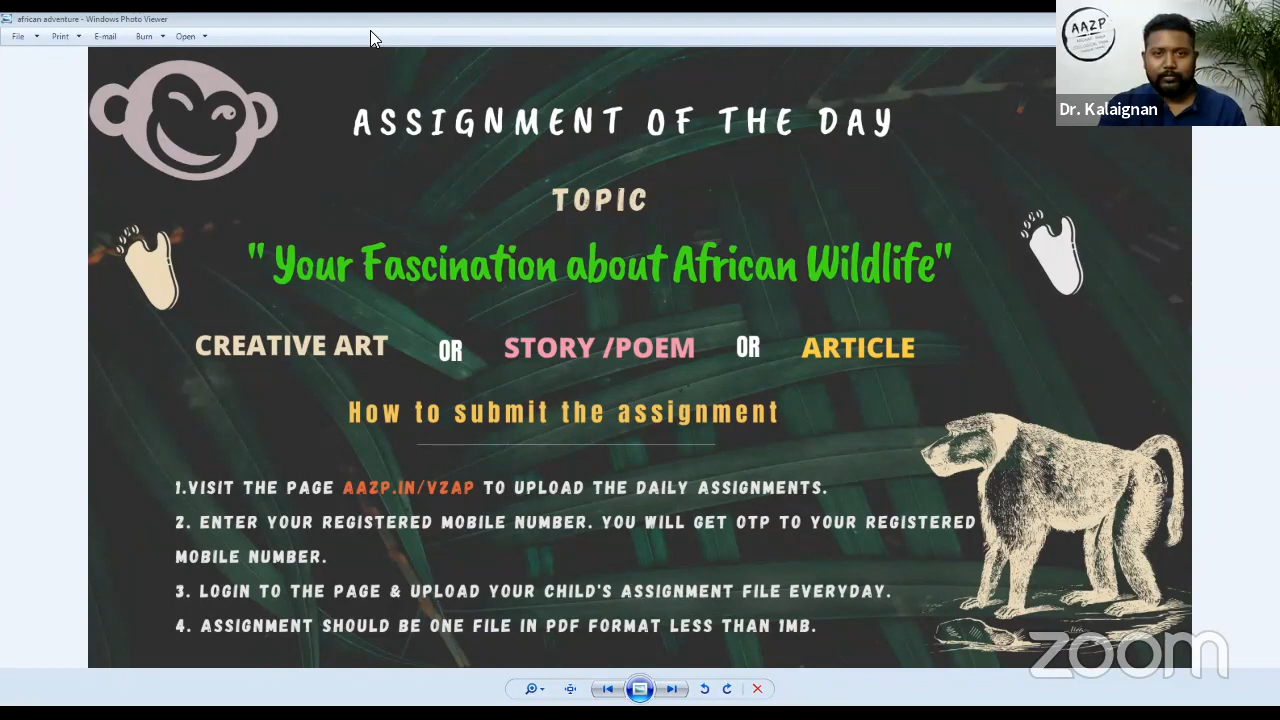 african adventure - Windows Photo Viewer
File Print E-mail Burn Open
AAZP
Dr. Kalaignan
ASSIGNMENT OF THE DAY
TOPIC
" Your Fascination about African Wildlife"
CREATIVE ART OR STORY /POEM OR ARTICLE
How to submit the assignment
1.VISIT THE PAGE AAZP.IN/VZAP TO UPLOAD THE DAILY ASSIGNMENTS.
2. ENTER YOUR REGISTERED MOBILE NUMBER. YOU WILL GET OTP TO YOUR REGISTERED
MOBILE NUMBER.
3. LOGIN TO THE PAGE & UPLOAD YOUR CHILD'S ASSIGNMENT FILE EVERYDAY.
4. ASSIGNMENT SHOULD BE ONE FILE IN PDF FORMAT LESS THAN 1MB.
zoom